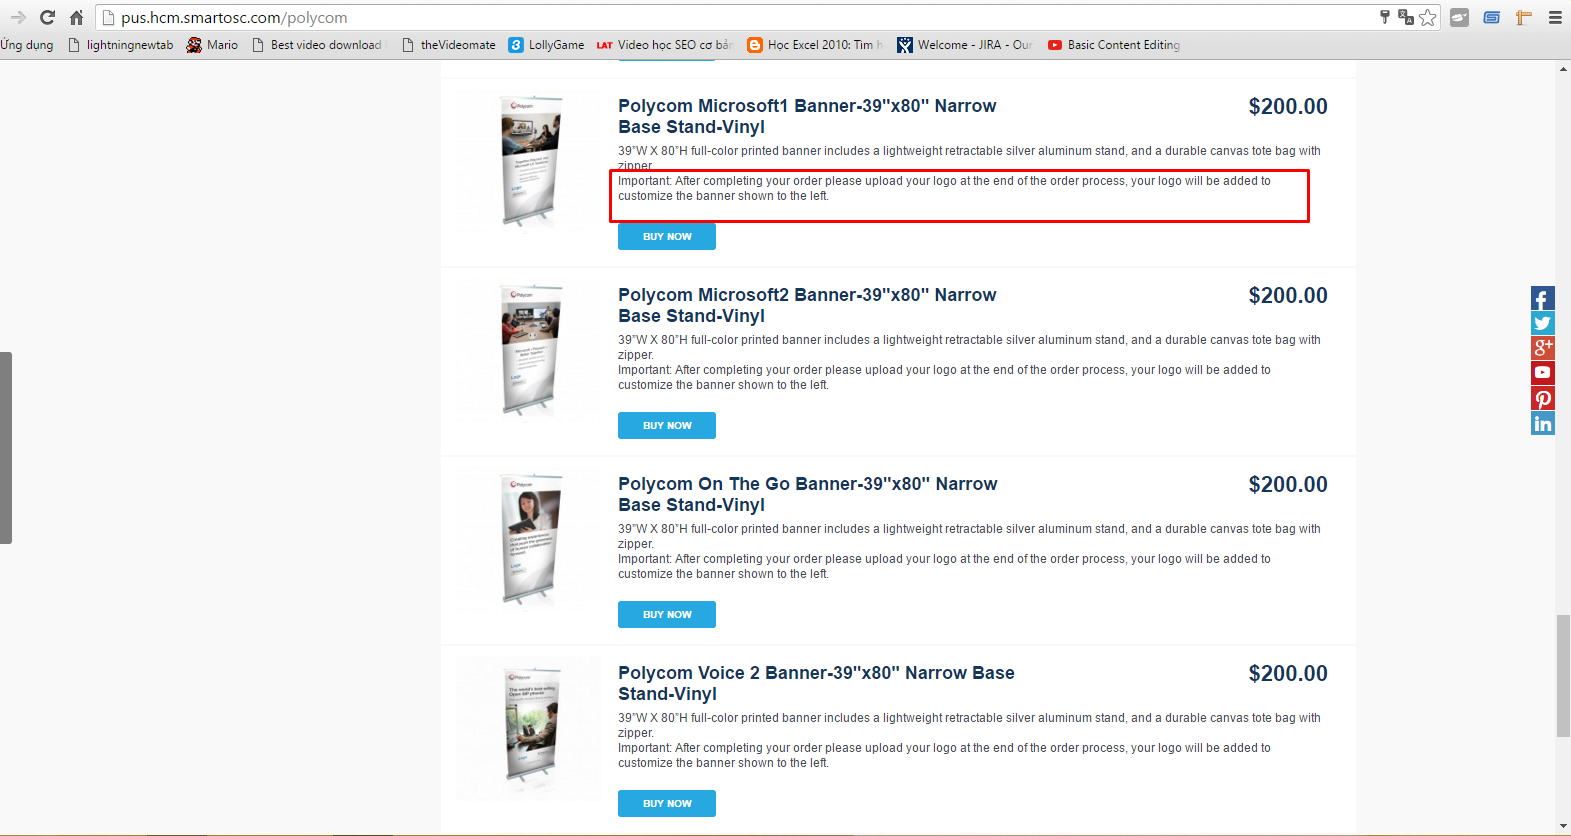 pus.hcm.smartosc.com/polycom
Ứng dụng lightningnewtab Mario Best video download theVideomate LollyGame LAT Video học SEO cơ bản Học Excel 2010: Tìm h Welcome - JIRA - Our Basic Content Editing
Polycom Microsoft1 Banner-39"x80" Narrow
Base Stand-Vinyl
$200.00
39”W X 80”H full-color printed banner includes a lightweight retractable silver aluminum stand, and a durable canvas tote bag with
zipper.
Important: After completing your order please upload your logo at the end of the order process, your logo will be added to
customize the banner shown to the left.
BUY NOW
Polycom
Logo
Polycom Microsoft2 Banner-39"x80" Narrow
Base Stand-Vinyl
$200.00
39”W X 80”H full-color printed banner includes a lightweight retractable silver aluminum stand, and a durable canvas tote bag with
zipper.
Important: After completing your order please upload your logo at the end of the order process, your logo will be added to
customize the banner shown to the left.
BUY NOW
Polycom
Logo
Polycom On The Go Banner-39"x80" Narrow
Base Stand-Vinyl
$200.00
39”W X 80”H full-color printed banner includes a lightweight retractable silver aluminum stand, and a durable canvas tote bag with
zipper.
Important: After completing your order please upload your logo at the end of the order process, your logo will be added to
customize the banner shown to the left.
BUY NOW
Polycom
Logo
Polycom Voice 2 Banner-39"x80" Narrow Base
Stand-Vinyl
$200.00
39”W X 80”H full-color printed banner includes a lightweight retractable silver aluminum stand, and a durable canvas tote bag with
zipper.
Important: After completing your order please upload your logo at the end of the order process, your logo will be added to
customize the banner shown to the left.
BUY NOW
Polycom
The world's best selling
Logo